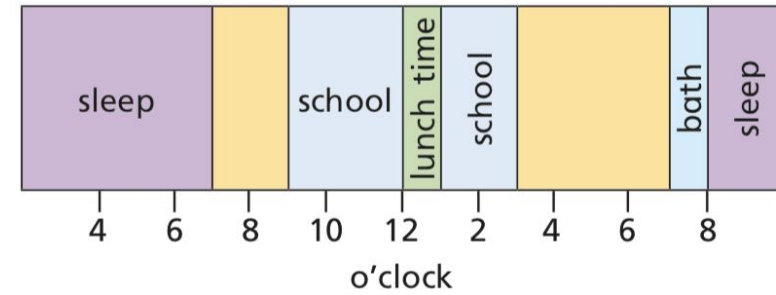 sleep
school
lunch time
school
bath
sleep
4 6 8 10 12 2 4 6 8
o'clock